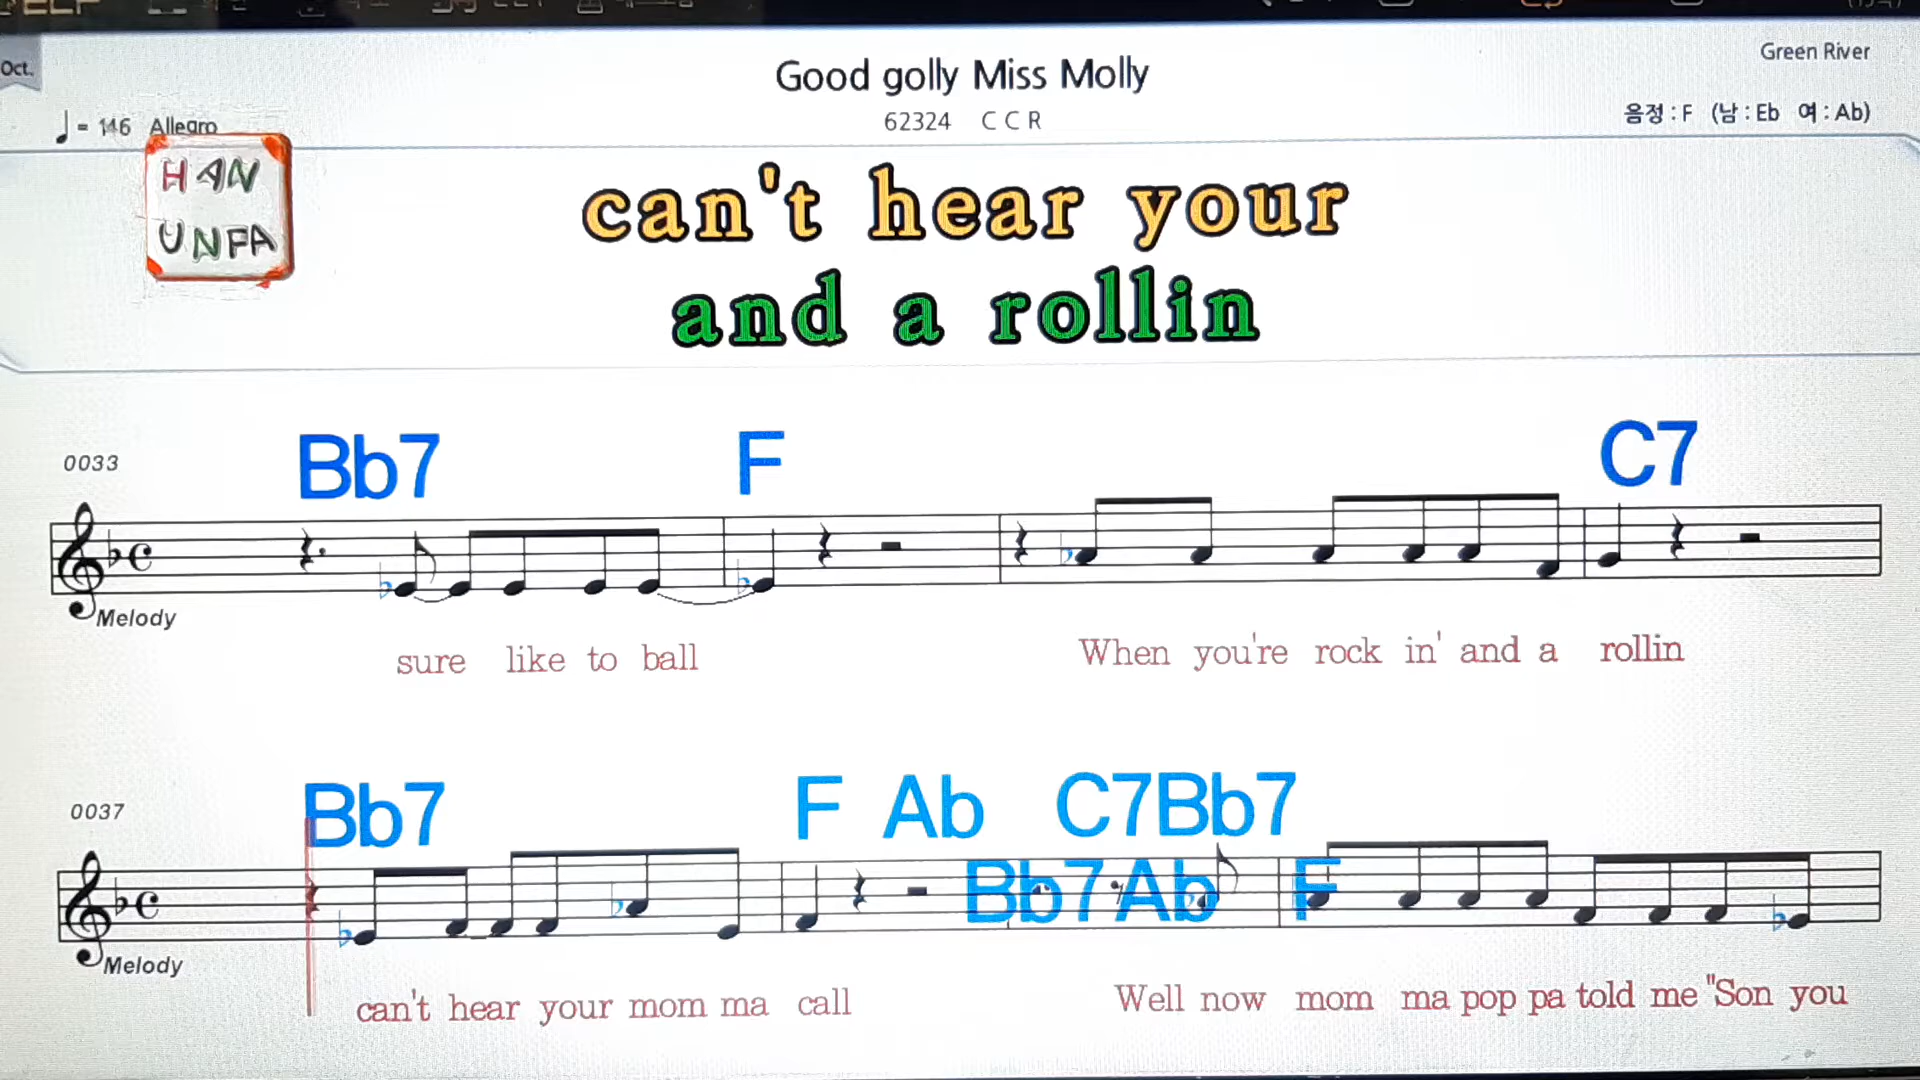 Oct.
Good golly Miss Molly
Green River
♩= 146 Allegro
62324 C C R
음정 : F (남 : Eb 여 : Ab)
HAN
UNFA
can't hear your
and a rollin
0033
Bb7 F C7
Melody
sure like to ball When you're rock in' and a rollin
0037
Bb7 F Ab C7Bb7
Bb7 Ab F
Melody
can't hear your mom ma call Well now mom ma pop pa told me "Son you